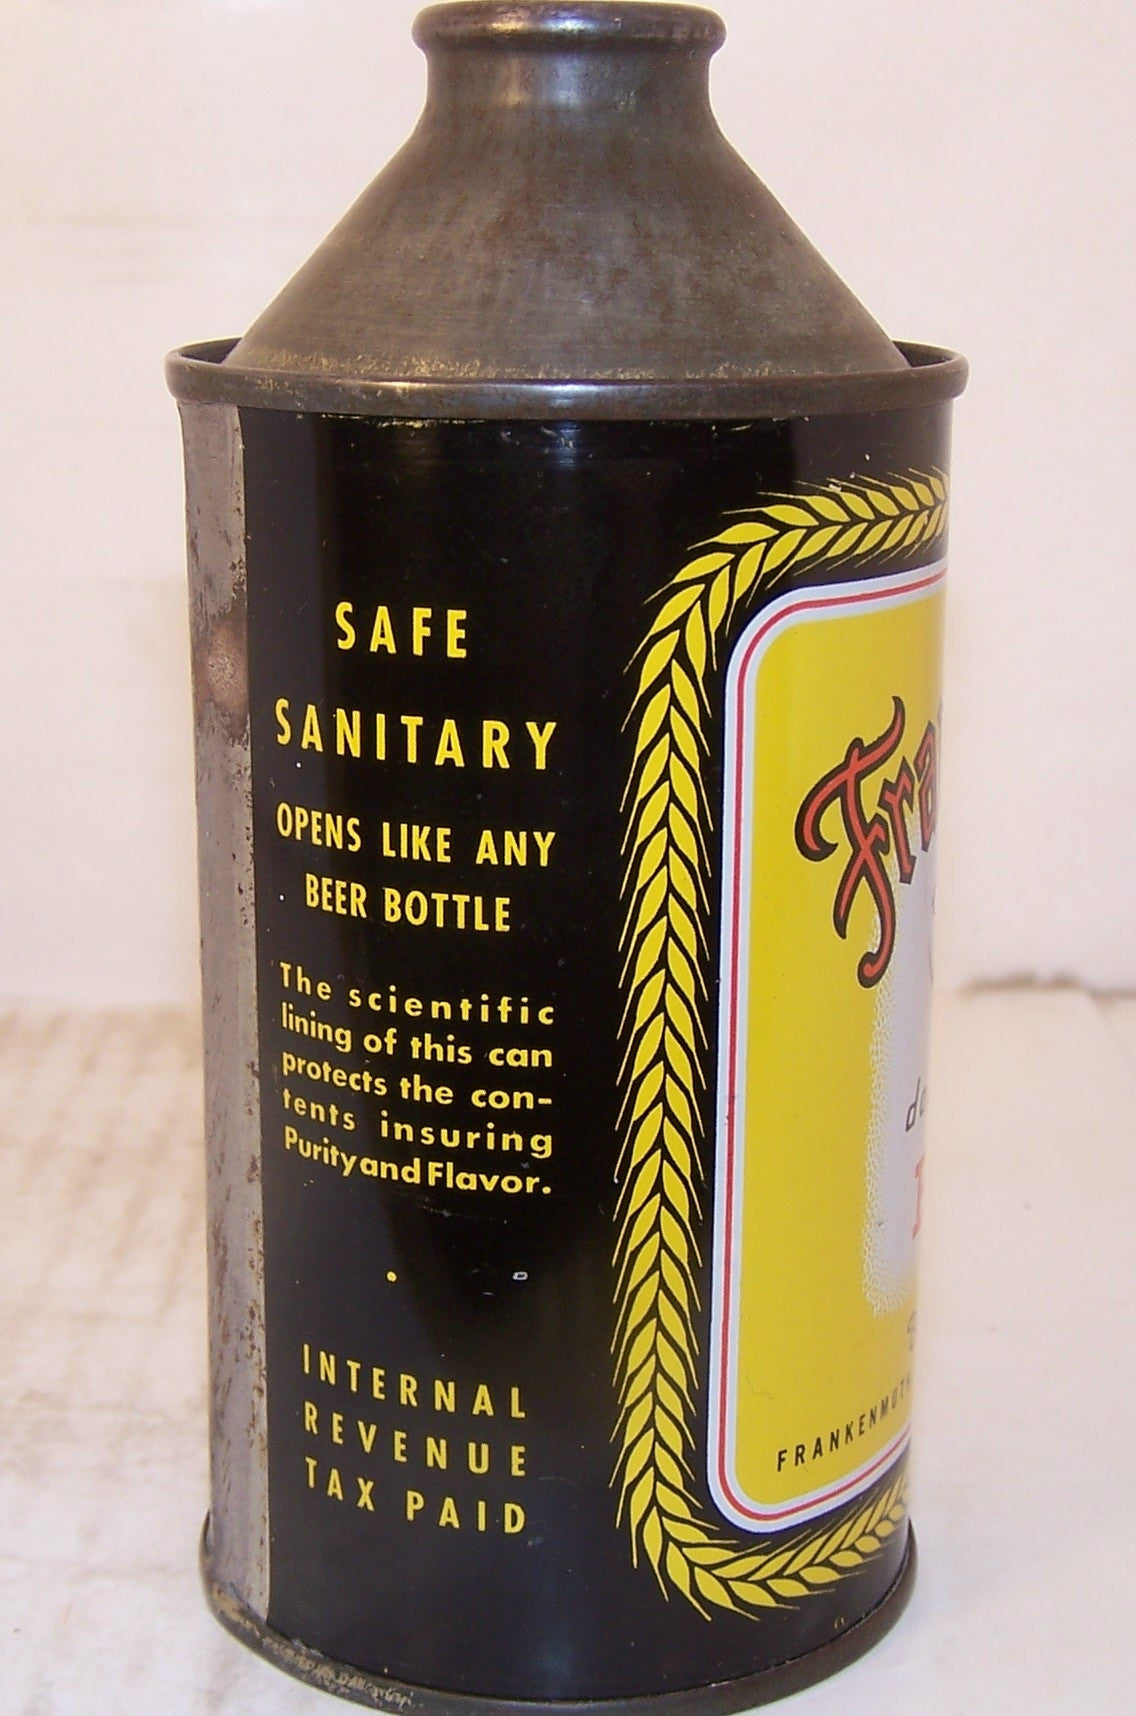 SAFE
SANITARY
OPENS LIKE ANY
BEER BOTTLE
The scientific
lining of this can
protects the con-
tents insuring
Purity and Flavor.
INTERNAL
REVENUE
TAX PAID